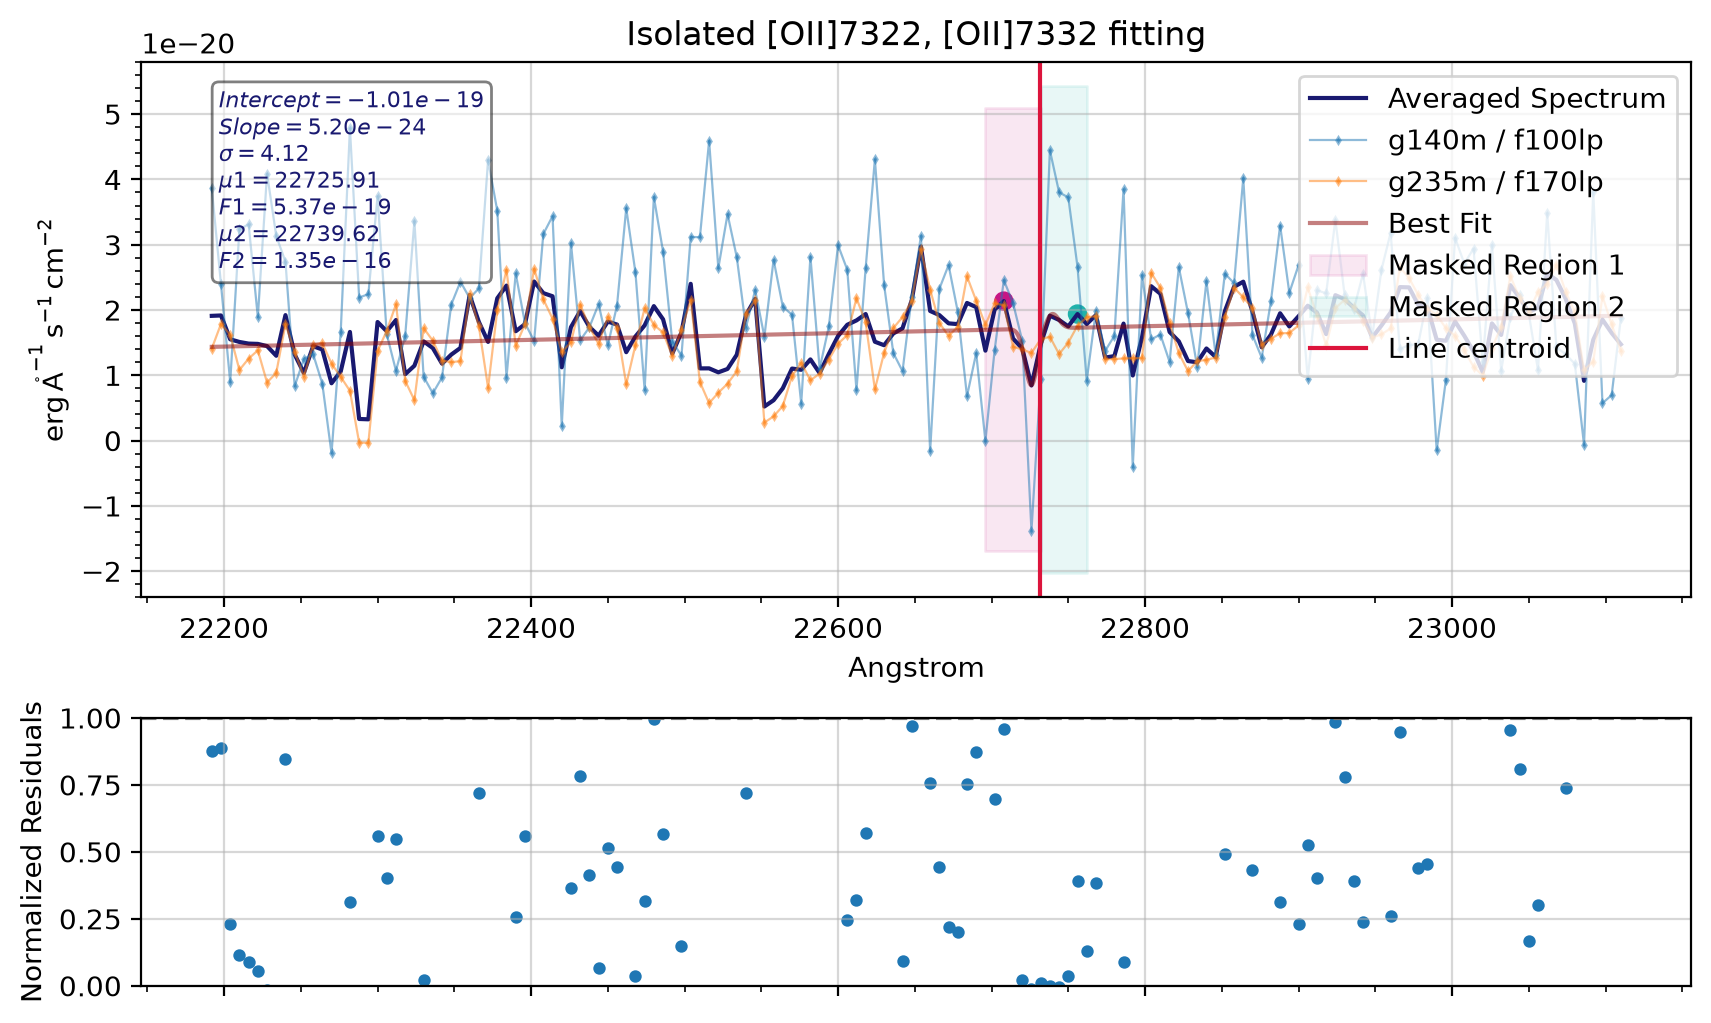 Isolated [OII]7322, [OII]7332 fitting
1e−20
Intercept = −1.01e − 19
Slope = 5.20e − 24
σ = 4.12
μ1 = 22725.91
F1 = 5.37e − 19
μ2 = 22739.62
F2 = 1.35e − 16
Averaged Spectrum
g140m / f100lp
g235m / f170lp
Best Fit
Masked Region 1
Masked Region 2
Line centroid
erg Å⁻¹ s⁻¹ cm⁻²
5
4
3
2
1
0
−1
−2
22200 22400 22600 22800 23000
Angstrom
Normalized Residuals
1.00
0.75
0.50
0.25
0.00